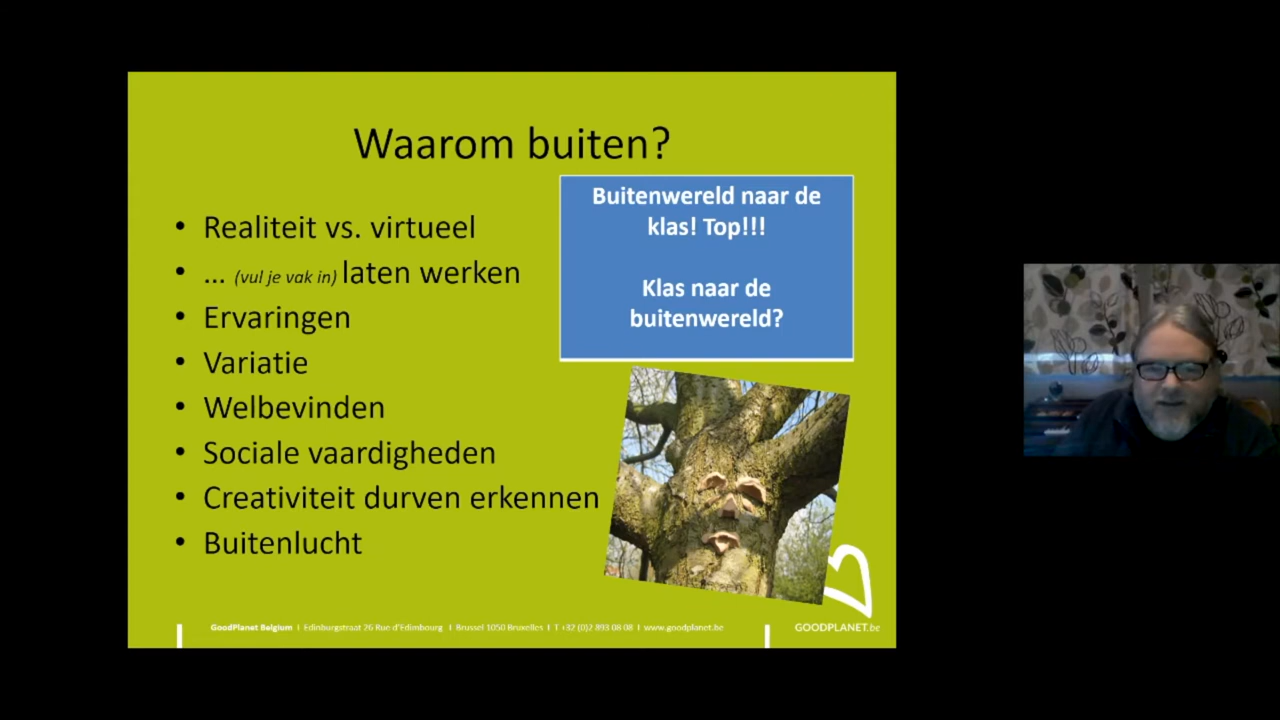 Waarom buiten?
Buitenwereld naar de
klas! Top!!!
Klas naar de
buitenwereld?
• Realiteit vs. virtueel
• ... (vul je vak in) laten werken
• Ervaringen
• Variatie
• Welbevinden
• Sociale vaardigheden
• Creativiteit durven erkennen
• Buitenlucht
GoodPlanet Belgium I Edinburgstraat 26 Rue d'Edimbourg I Brussel 1050 Bruxelles I T +32 (0)2 893 08 08 I www.goodplanet.be
GOODPLANET.be